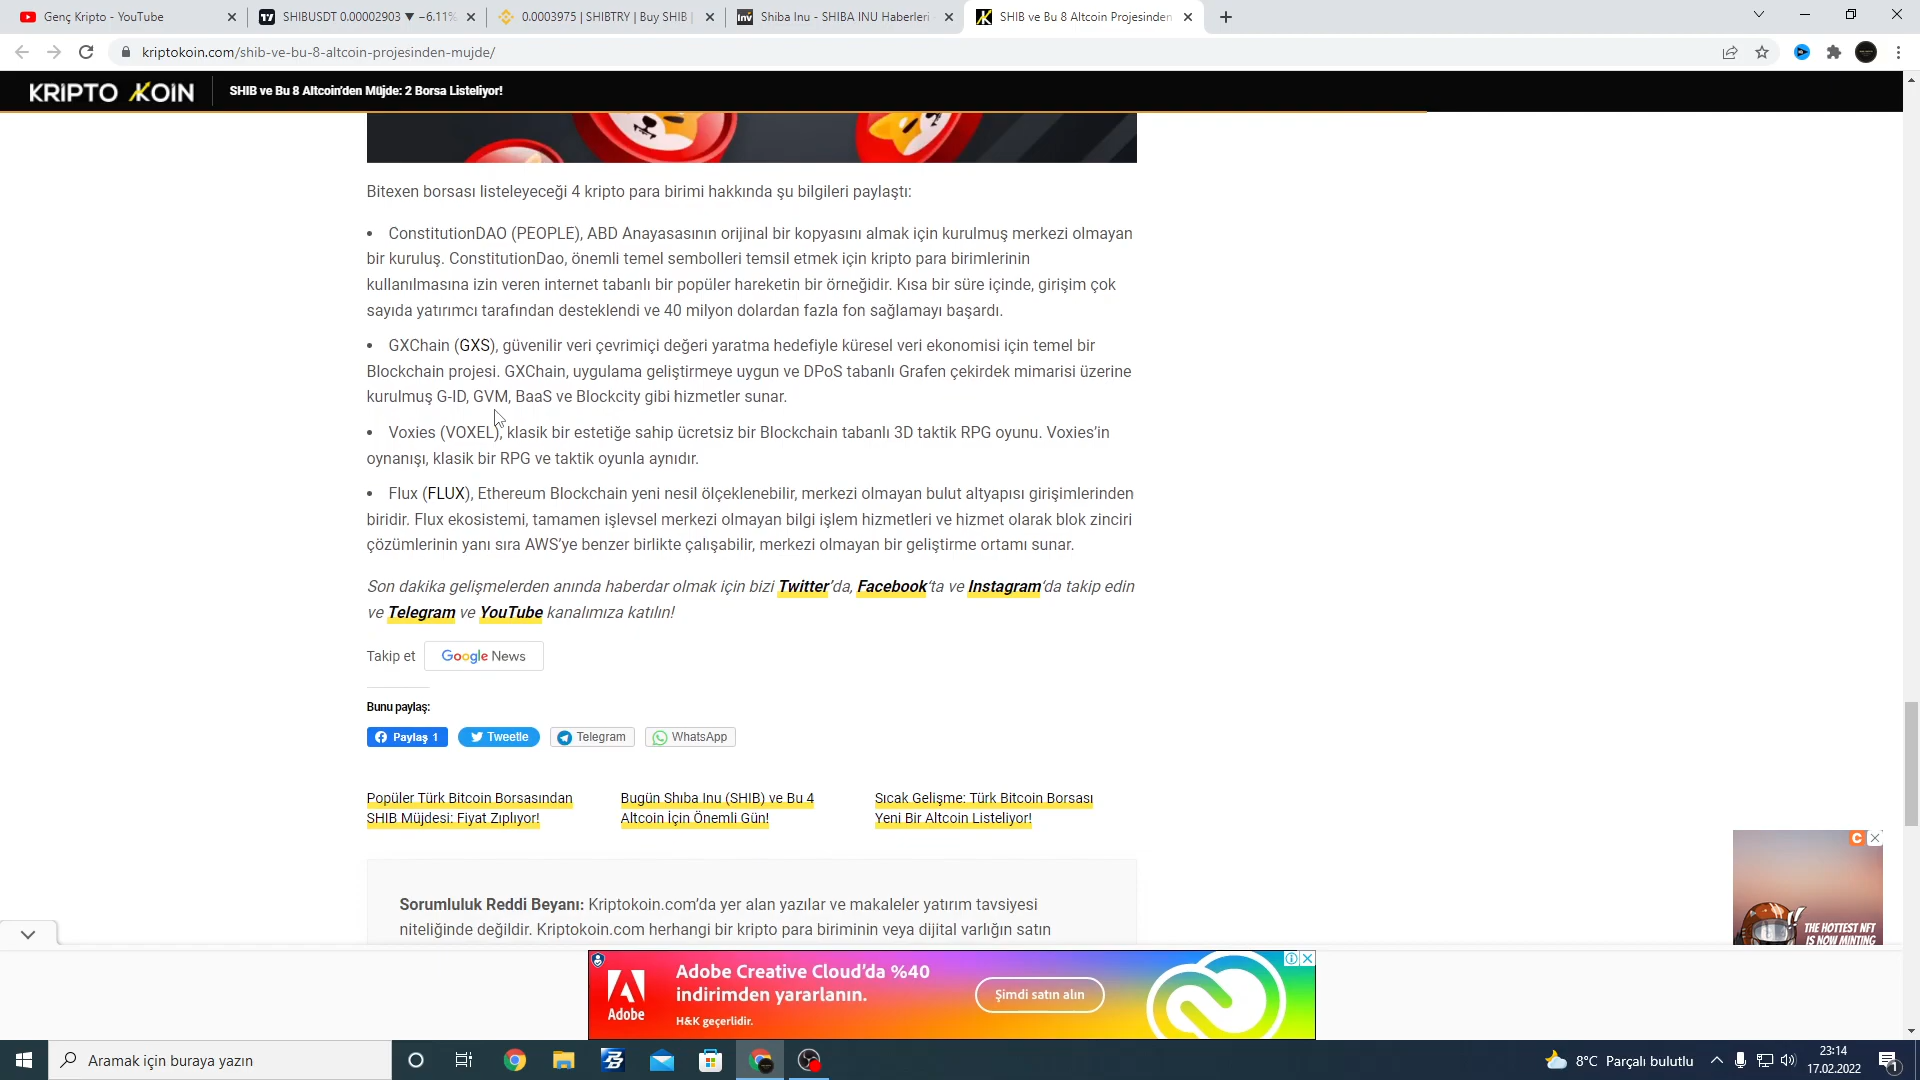 Genç Kripto - YouTube
SHIBUSDT 0.00002903 ▼ −6.11%
0.0003975 | SHIBTRY | Buy SHIB |
Shiba Inu - SHIBA INU Haberleri
SHIB ve Bu 8 Altcoin Projesinden
kriptokoin.com/shib-ve-bu-8-altcoin-projesinden-mujde/
KRIPTO KOIN
SHIB ve Bu 8 Altcoin’den Müjde: 2 Borsa Listeliyor!
Bitexen borsası listeleyeceği 4 kripto para birimi hakkında şu bilgileri paylaştı:
• ConstitutionDAO (PEOPLE), ABD Anayasasının orijinal bir kopyasını almak için kurulmuş merkezi olmayan
bir kuruluş. ConstitutionDao, önemli temel sembolleri temsil etmek için kripto para birimlerinin
kullanılmasına izin veren internet tabanlı bir popüler hareketin bir örneğidir. Kısa bir süre içinde, girişim çok
sayıda yatırımcı tarafından desteklendi ve 40 milyon dolardan fazla fon sağlamayı başardı.
• GXChain (GXS), güvenilir veri çevrimiçi değeri yaratma hedefiyle küresel veri ekonomisi için temel bir
Blockchain projesi. GXChain, uygulama geliştirmeye uygun ve DPoS tabanlı Grafen çekirdek mimarisi üzerine
kurulmuş G-ID, GVM, BaaS ve Blockcity gibi hizmetler sunar.
• Voxies (VOXEL), klasik bir estetiğe sahip ücretsiz bir Blockchain tabanlı 3D taktik RPG oyunu. Voxies’in
oynanışı, klasik bir RPG ve taktik oyunla aynıdır.
• Flux (FLUX), Ethereum Blockchain yeni nesil ölçeklenebilir, merkezi olmayan bulut altyapısı girişimlerinden
biridir. Flux ekosistemi, tamamen işlevsel merkezi olmayan bilgi işlem hizmetleri ve hizmet olarak blok zinciri
çözümlerinin yanı sıra AWS’ye benzer birlikte çalışabilir, merkezi olmayan bir geliştirme ortamı sunar.
Son dakika gelişmelerden anında haberdar olmak için bizi Twitter’da, Facebook‘ta ve Instagram‘da takip edin
ve Telegram ve YouTube kanalımıza katılın!
Takip et Google News
Bunu paylaş:
Paylaş 1 Tweetle Telegram WhatsApp
Popüler Türk Bitcoin Borsasından
SHIB Müjdesi: Fiyat Zıplıyor!
Bugün Shiba Inu (SHIB) ve Bu 4
Altcoin İçin Önemli Gün!
Sıcak Gelişme: Türk Bitcoin Borsası
Yeni Bir Altcoin Listeliyor!
Sorumluluk Reddi Beyanı: Kriptokoin.com’da yer alan yazılar ve makaleler yatırım tavsiyesi
niteliğinde değildir. Kriptokoin.com herhangi bir kripto para biriminin veya dijital varlığın satın
THE HOTTEST NFT
IS NOW MINTING
Adobe
Adobe Creative Cloud’da %40
indirimden yararlanın.
H&K geçerlidir.
Şimdi satın alın
Aramak için buraya yazın
8°C Parçalı bulutlu
23:14
17.02.2022
1